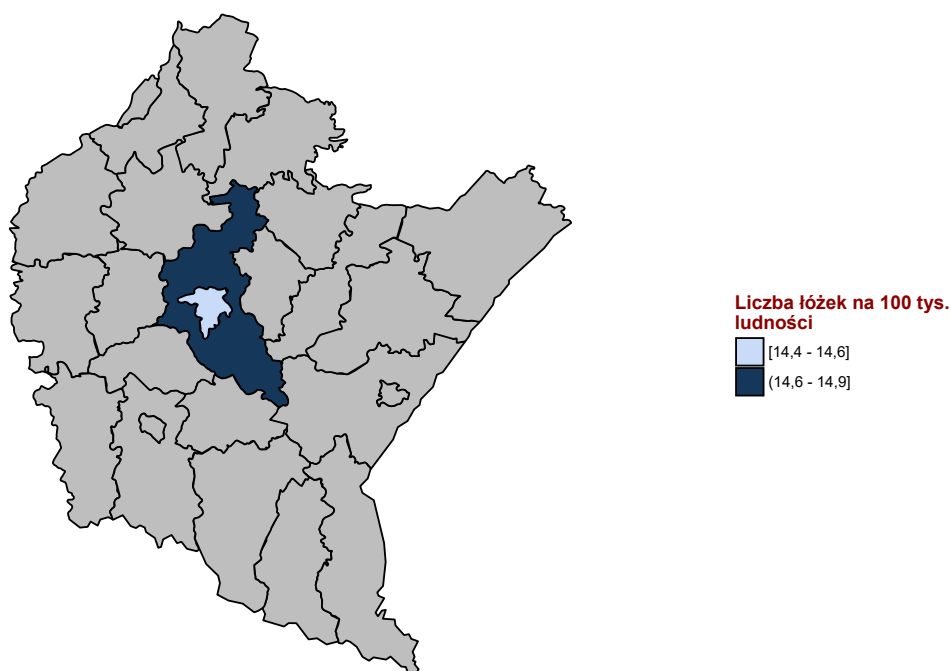 Liczba łóżek na 100 tys.
ludności
[14,4 - 14,6]
(14,6 - 14,9]